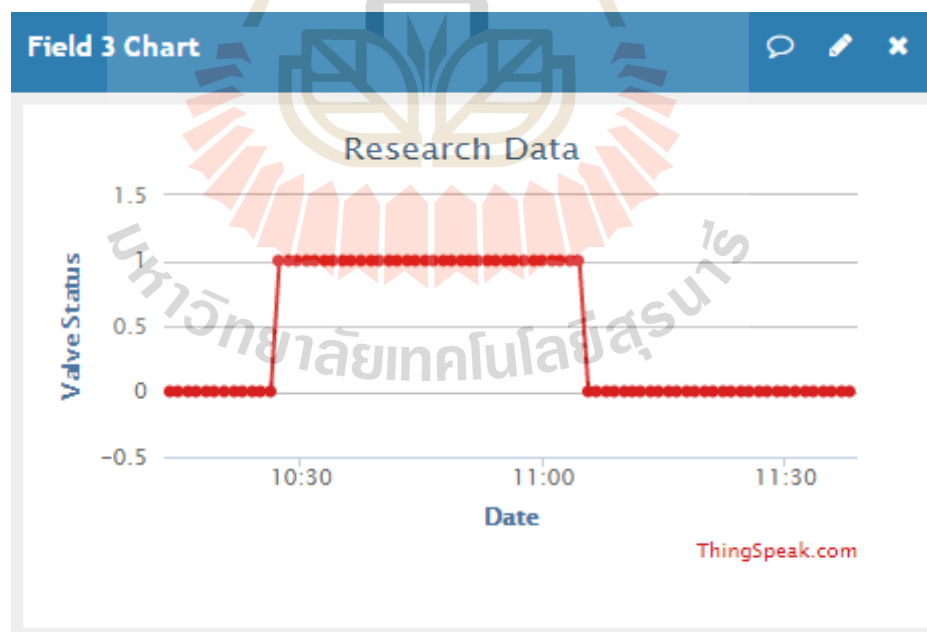 Field 3 Chart
Research Data
Valve Status
1.5
1
0.5
0
-0.5
10:30 11:00 11:30
Date
ThingSpeak.com
มหาวิทยาลัยเทคโนโลยีสุรนารี